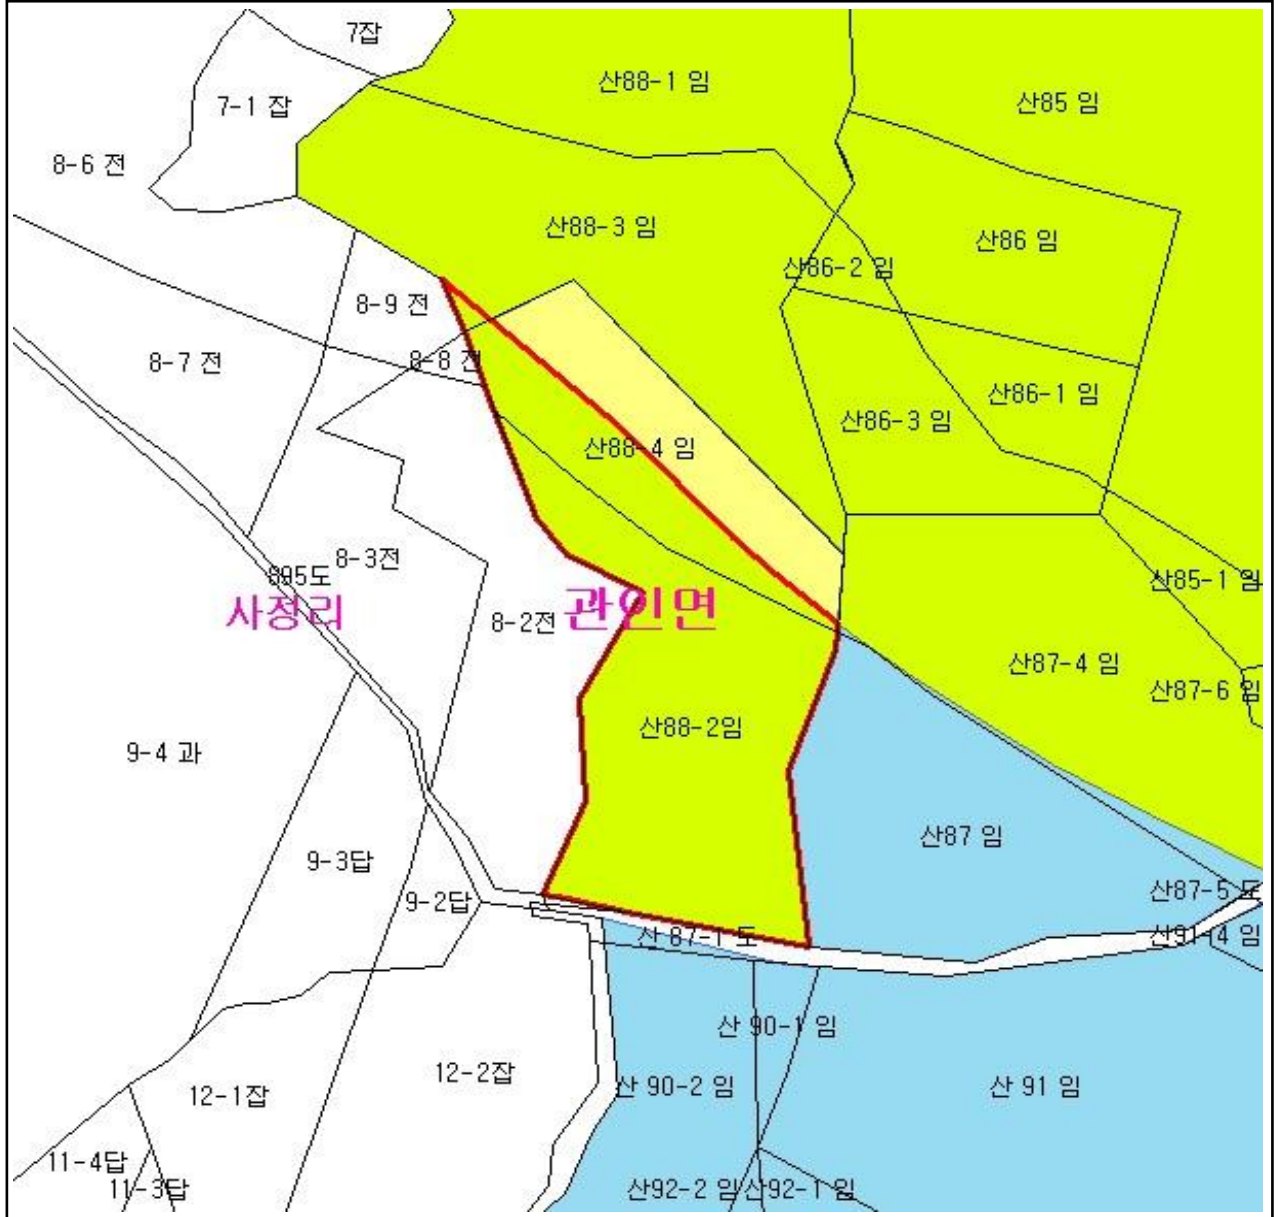 7잡
산88-1 임
7-1 잡
산85 임
8-6 전
산88-3 임
산86 임
산86-2 임
8-9 전
8-7 전
8-8 전
산86-1 임
산86-3 임
산88-4 임
8-3전
895도
산85-1 임
사정리
8-2전
관인면
산87-4 임
산87-6 임
산88-2임
9-4 과
산87 임
9-3답
산87-5 도
9-2답
산 87-1 도
산91-4 임
산 90-1 임
12-2잡
산 90-2 임
산 91 임
12-1잡
11-4답
11-3답
산92-2 임
산92-1 임